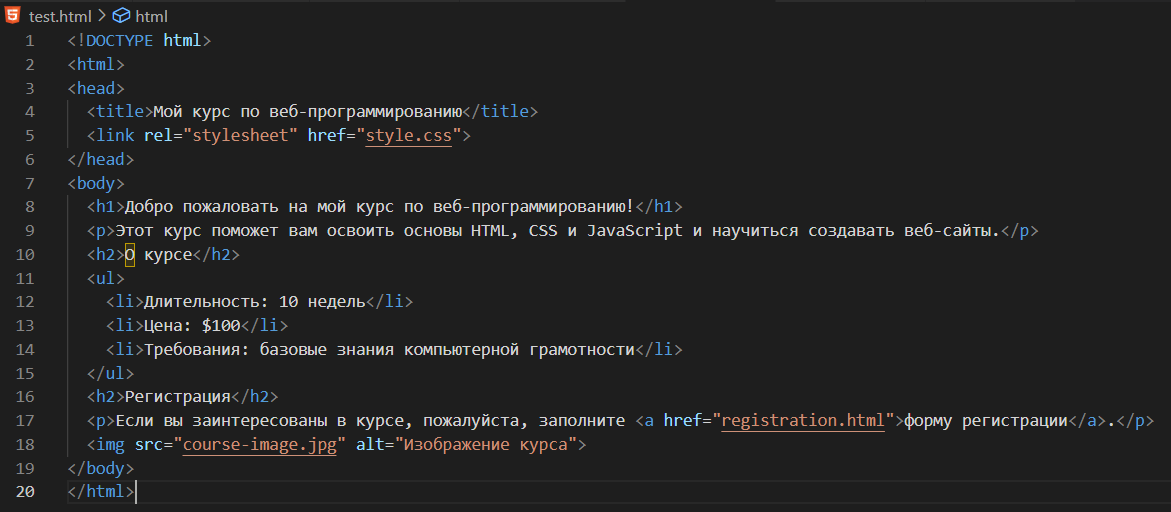 test.html > html
1 <!DOCTYPE html>
2 <html>
3 <head>
4   <title>Мой курс по веб-программированию</title>
5   <link rel="stylesheet" href="style.css">
6 </head>
7 <body>
8   <h1>Добро пожаловать на мой курс по веб-программированию!</h1>
9   <p>Этот курс поможет вам освоить основы HTML, CSS и JavaScript и научиться создавать веб-сайты.</p>
10   <h2>О курсе</h2>
11   <ul>
12     <li>Длительность: 10 недель</li>
13     <li>Цена: $100</li>
14     <li>Требования: базовые знания компьютерной грамотности</li>
15   </ul>
16   <h2>Регистрация</h2>
17   <p>Если вы заинтересованы в курсе, пожалуйста, заполните <a href="registration.html">форму регистрации</a>.</p>
18   <img src="course-image.jpg" alt="Изображение курса">
19 </body>
20 </html>